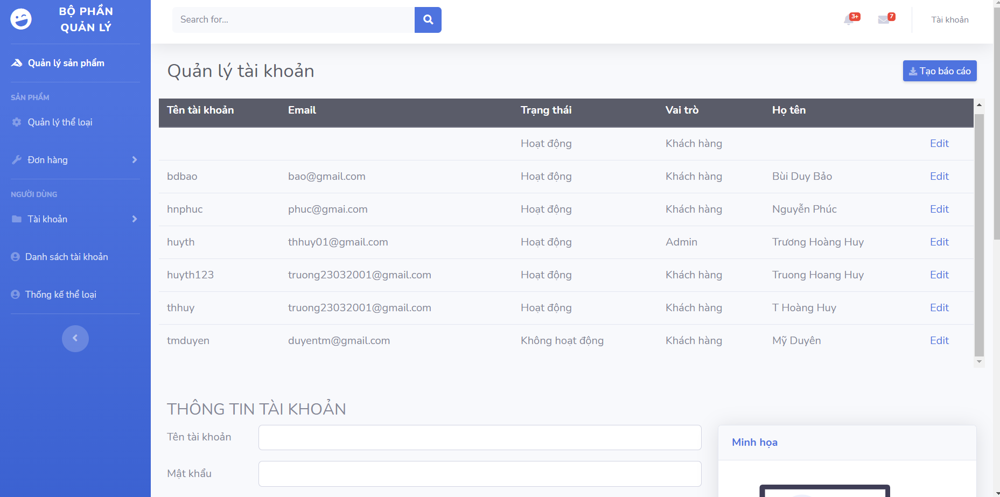 BỘ PHẦN
QUẢN LÝ
Search for...
3+
7
Tài khoản
Quản lý sản phẩm
SẢN PHẨM
Quản lý thể loại
Đơn hàng
NGƯỜI DÙNG
Tài khoản
Danh sách tài khoản
Thống kế thể loại
Quản lý tài khoản
Tạo báo cáo
Tên tài khoản Email Trạng thái Vai trò Họ tên
Hoạt động Khách hàng Edit
bdbao bao@gmail.com Hoạt động Khách hàng Bùi Duy Bảo Edit
hnphuc phuc@gmai.com Hoạt động Khách hàng Nguyễn Phúc Edit
huyth thhuy01@gmail.com Hoạt động Admin Trương Hoàng Huy Edit
huyth123 truong23032001@gmail.com Hoạt động Khách hàng Truong Hoang Huy Edit
thhuy truong23032001@gmail.com Hoạt động Khách hàng T Hoàng Huy Edit
tmduyen duyentm@gmail.com Không hoạt động Khách hàng Mỹ Duyên Edit
THÔNG TIN TÀI KHOẢN
Tên tài khoản
Mật khẩu
Minh họa